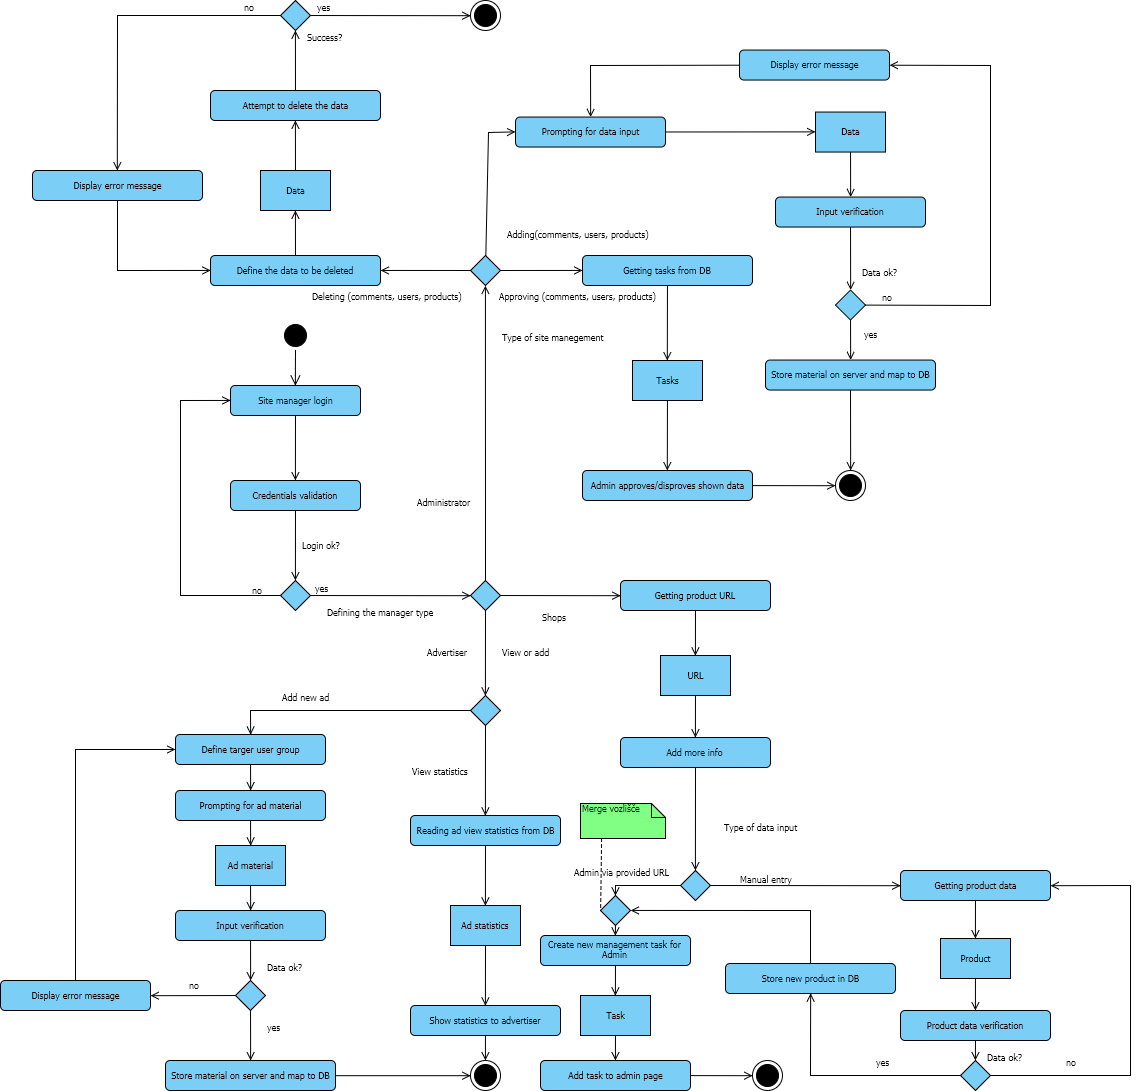 no
yes
Success?
Attempt to delete the data
Display error message
Data
Define the data to be deleted
Deleting (comments, users, products)
Display error message
Prompting for data input
Data
Input verification
Adding(comments, users, products)
Getting tasks from DB
Approving (comments, users, products)
Data ok?
no
yes
Type of site manegement
Tasks
Store material on server and map to DB
Admin approves/disproves shown data
Site manager login
Credentials validation
Login ok?
no
yes
Administrator
Defining the manager type
Getting product URL
Shops
Advertiser
View or add
URL
Add more info
Add new ad
Define targer user group
Prompting for ad material
Ad material
Input verification
Data ok?
no
Display error message
yes
Store material on server and map to DB
View statistics
Reading ad view statistics from DB
Ad statistics
Show statistics to advertiser
Merge vozlišče
Type of data input
Admin via provided URL
Manual entry
Create new management task for
Admin
Task
Add task to admin page
Getting product data
Product
Store new product in DB
Product data verification
Data ok?
yes
no